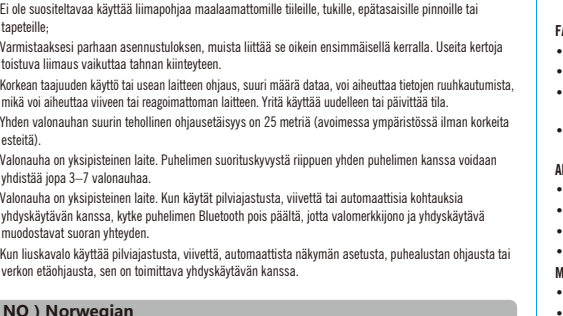 Ei ole suositeltavaa käyttää liimapohjaa maalaamattomille tiileille, tukille, epätasaisille pinnoille tai
tapeteille;
Varmistaaksesi parhaan asennustuloksen, muista liittää se oikein ensimmäisellä kerralla. Useita kertoja
toistuva liimaus vaikuttaa tahnan kiinteyteen.
Korkean taajuuden käyttö tai usean laitteen ohjaus, suuri määrä dataa, voi aiheuttaa tietojen ruuhkautumista,
mikä voi aiheuttaa viiveen tai reagoimattoman laitteen. Yritä käyttää uudelleen tai päivittää tila.
Yhden valonauhan suurin tehollinen ohjausetäisyys on 25 metriä (avoimessa ympäristössä ilman korkeita
esteitä).
Valonauha on yksipisteinen laite. Puhelimen suorituskyvystä riippuen yhden puhelimen kanssa voidaan
yhdistää jopa 3–7 valonauhaa.
Valonauha on yksipisteinen laite. Kun käytät pilviajastusta, viivettä tai automaattisia kohtauksia
yhdyskäytävän kanssa, kytke puhelimen Bluetooth pois päältä, jotta valomerkkijono ja yhdyskäytävä
muodostavat suoran yhteyden.
Kun liuskavalo käyttää pilviajastusta, viivettä, automaattista näkymän asetusta, puhealustan ohjausta tai
verkon etäohjausta, sen on toimittava yhdyskäytävän kanssa.
NO ) Norwegian